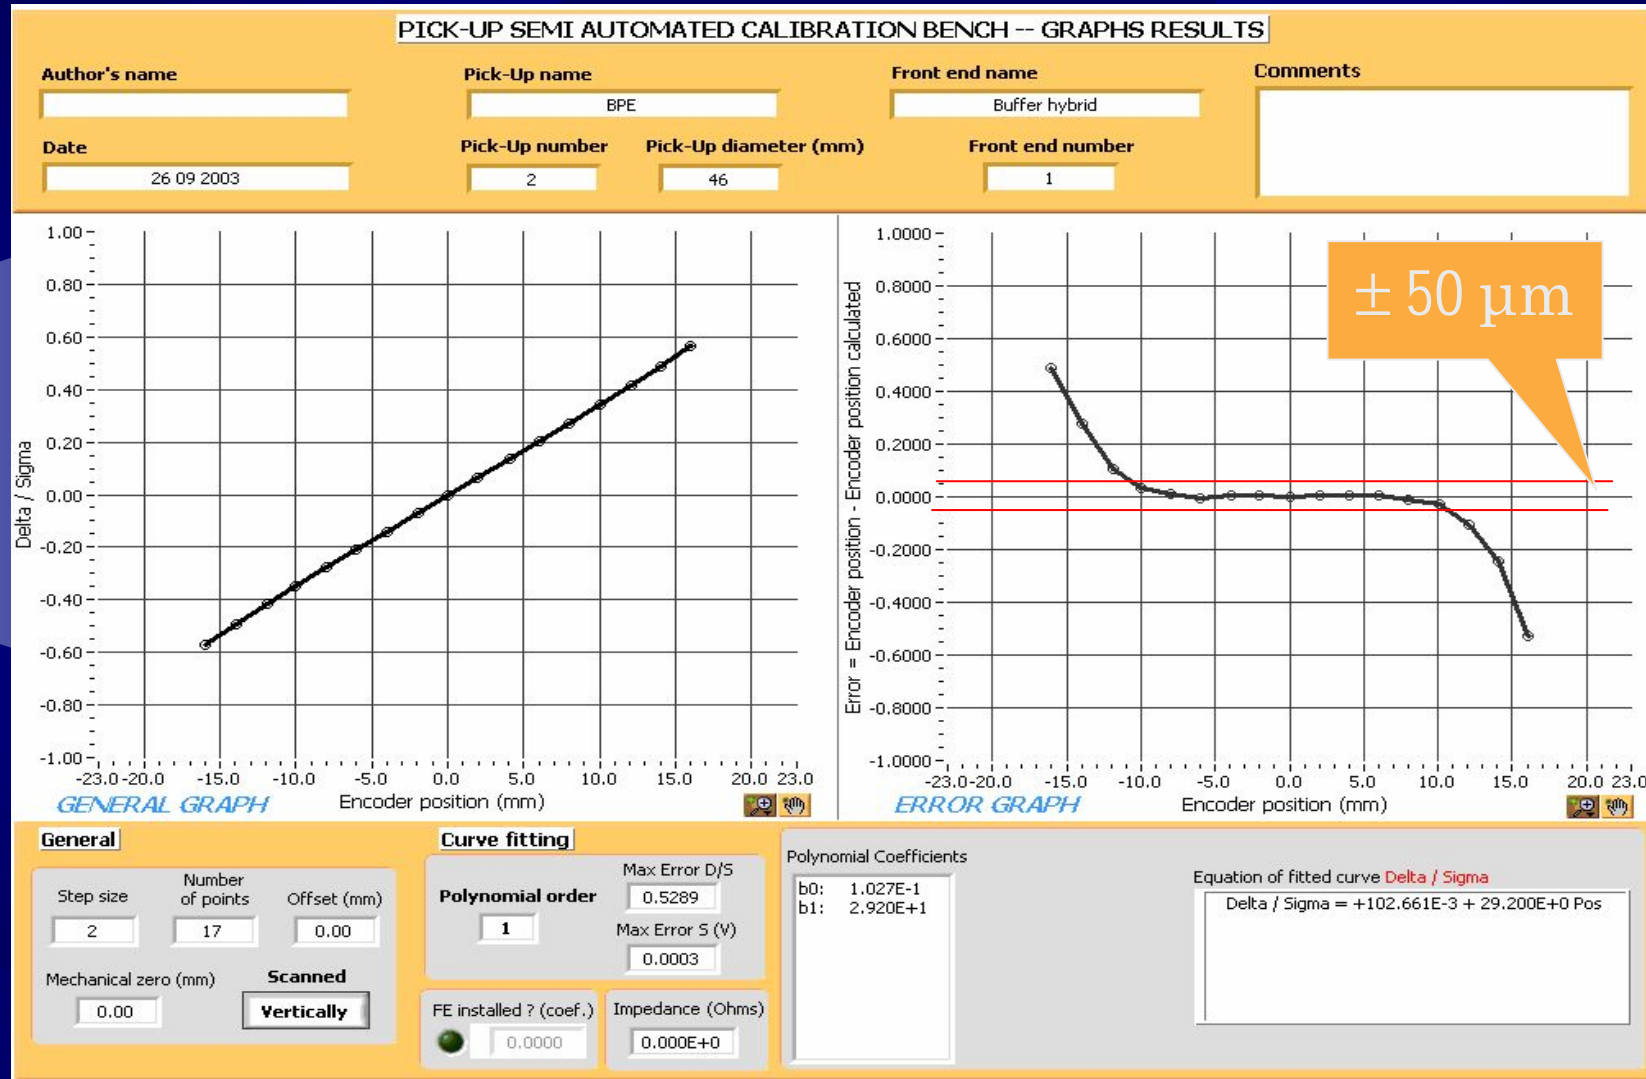 PICK-UP SEMI AUTOMATED CALIBRATION BENCH -- GRAPHS RESULTS
Author's name
Pick-Up name
BPE
Front end name
Buffer hybrid
Comments
Date
26 09 2003
Pick-Up number
2
Pick-Up diameter (mm)
46
Front end number
1
Delta / Sigma
1.00
0.80
0.60
0.40
0.20
0.00
-0.20
-0.40
-0.60
-0.80
-1.00
-23.0 -20.0 -15.0 -10.0 -5.0 0.0 5.0 10.0 15.0 20.0 23.0
GENERAL GRAPH
Encoder position (mm)
Error = Encoder position - Encoder position calculated
1.0000
0.8000
0.6000
0.4000
0.2000
0.0000
-0.2000
-0.4000
-0.6000
-0.8000
-1.0000
± 50 µm
-23.0 -20.0 -15.0 -10.0 -5.0 0.0 5.0 10.0 15.0 20.0 23.0
ERROR GRAPH
Encoder position (mm)
General
Step size
2
Number
of points
17
Offset (mm)
0.00
Mechanical zero (mm)
0.00
Scanned
Vertically
Curve fitting
Polynomial order
1
Max Error D/S
0.5289
Max Error S (V)
0.0003
FE installed ? (coef.)
0.0000
Impedance (Ohms)
0.000E+0
Polynomial Coefficients
b0: 1.027E-1
b1: 2.920E+1
Equation of fitted curve Delta / Sigma
Delta / Sigma = +102.661E-3 + 29.200E+0 Pos